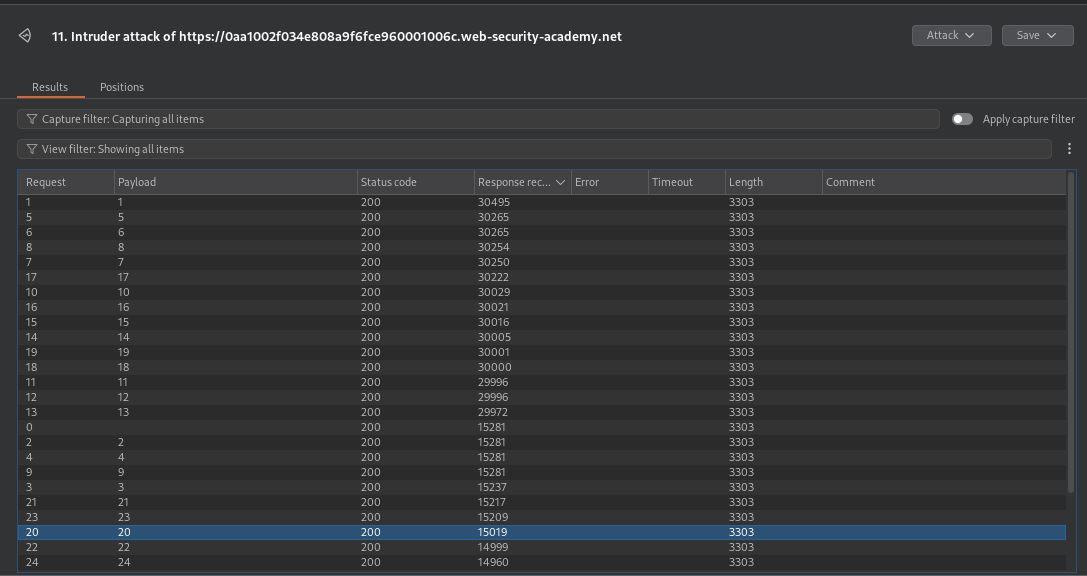 11. Intruder attack of https://0aa1002f034e808a9f6fce960001006c.web-security-academy.net
Attack
Save
Results Positions
Capture filter: Capturing all items
Apply capture filter
View filter: Showing all items
Request Payload Status code Response rec... Error Timeout Length Comment
1 1 200 30495 3303
5 5 200 30265 3303
6 6 200 30265 3303
8 8 200 30254 3303
7 7 200 30250 3303
17 17 200 30222 3303
10 10 200 30029 3303
16 16 200 30021 3303
15 15 200 30016 3303
14 14 200 30005 3303
19 19 200 30001 3303
18 18 200 30000 3303
11 11 200 29996 3303
12 12 200 29996 3303
13 13 200 29972 3303
0 200 15281 3303
2 2 200 15281 3303
4 4 200 15281 3303
9 9 200 15281 3303
3 3 200 15237 3303
21 21 200 15217 3303
23 23 200 15209 3303
20 20 200 15019 3303
22 22 200 14999 3303
24 24 200 14960 3303